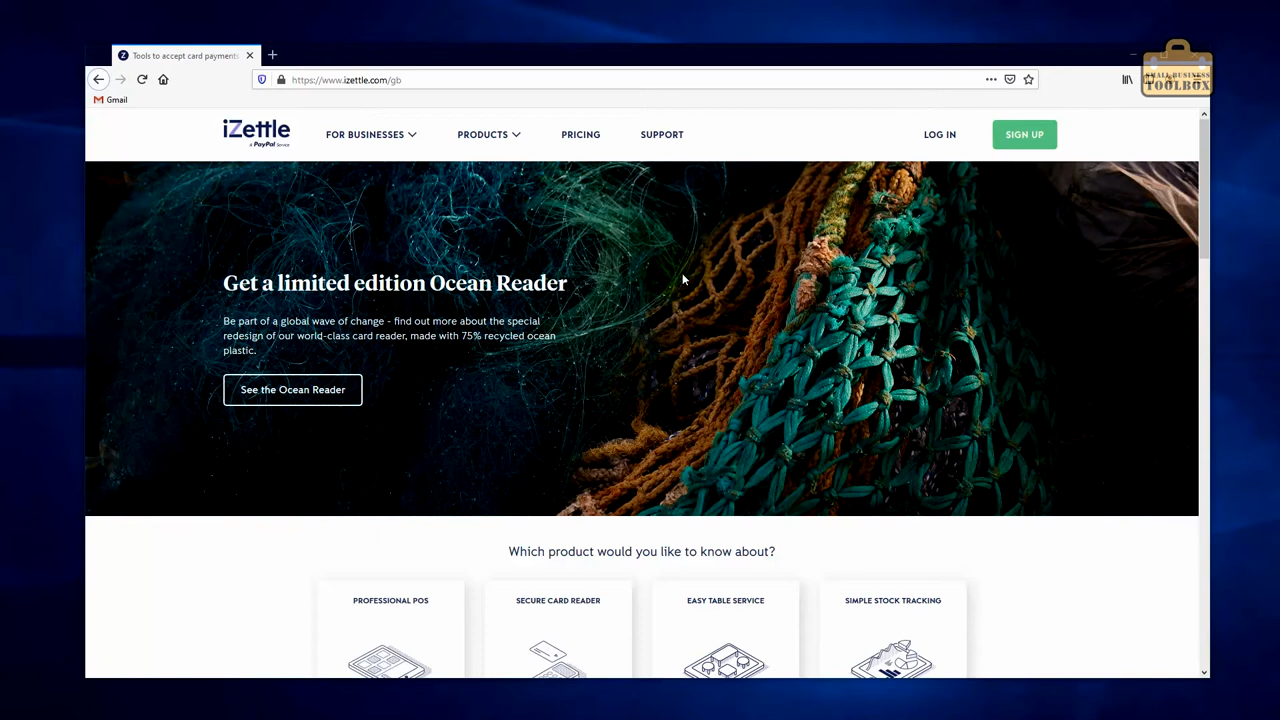 Tools to accept card payments
https://www.izettle.com/gb
Gmail
SMALL BUSINESS
TOOLBOX
iZettle
A PayPal Service
FOR BUSINESSES
PRODUCTS
PRICING
SUPPORT
LOG IN
SIGN UP
Get a limited edition Ocean Reader
Be part of a global wave of change - find out more about the special
redesign of our world-class card reader, made with 75% recycled ocean
plastic.
See the Ocean Reader
Which product would you like to know about?
PROFESSIONAL POS
SECURE CARD READER
EASY TABLE SERVICE
SIMPLE STOCK TRACKING